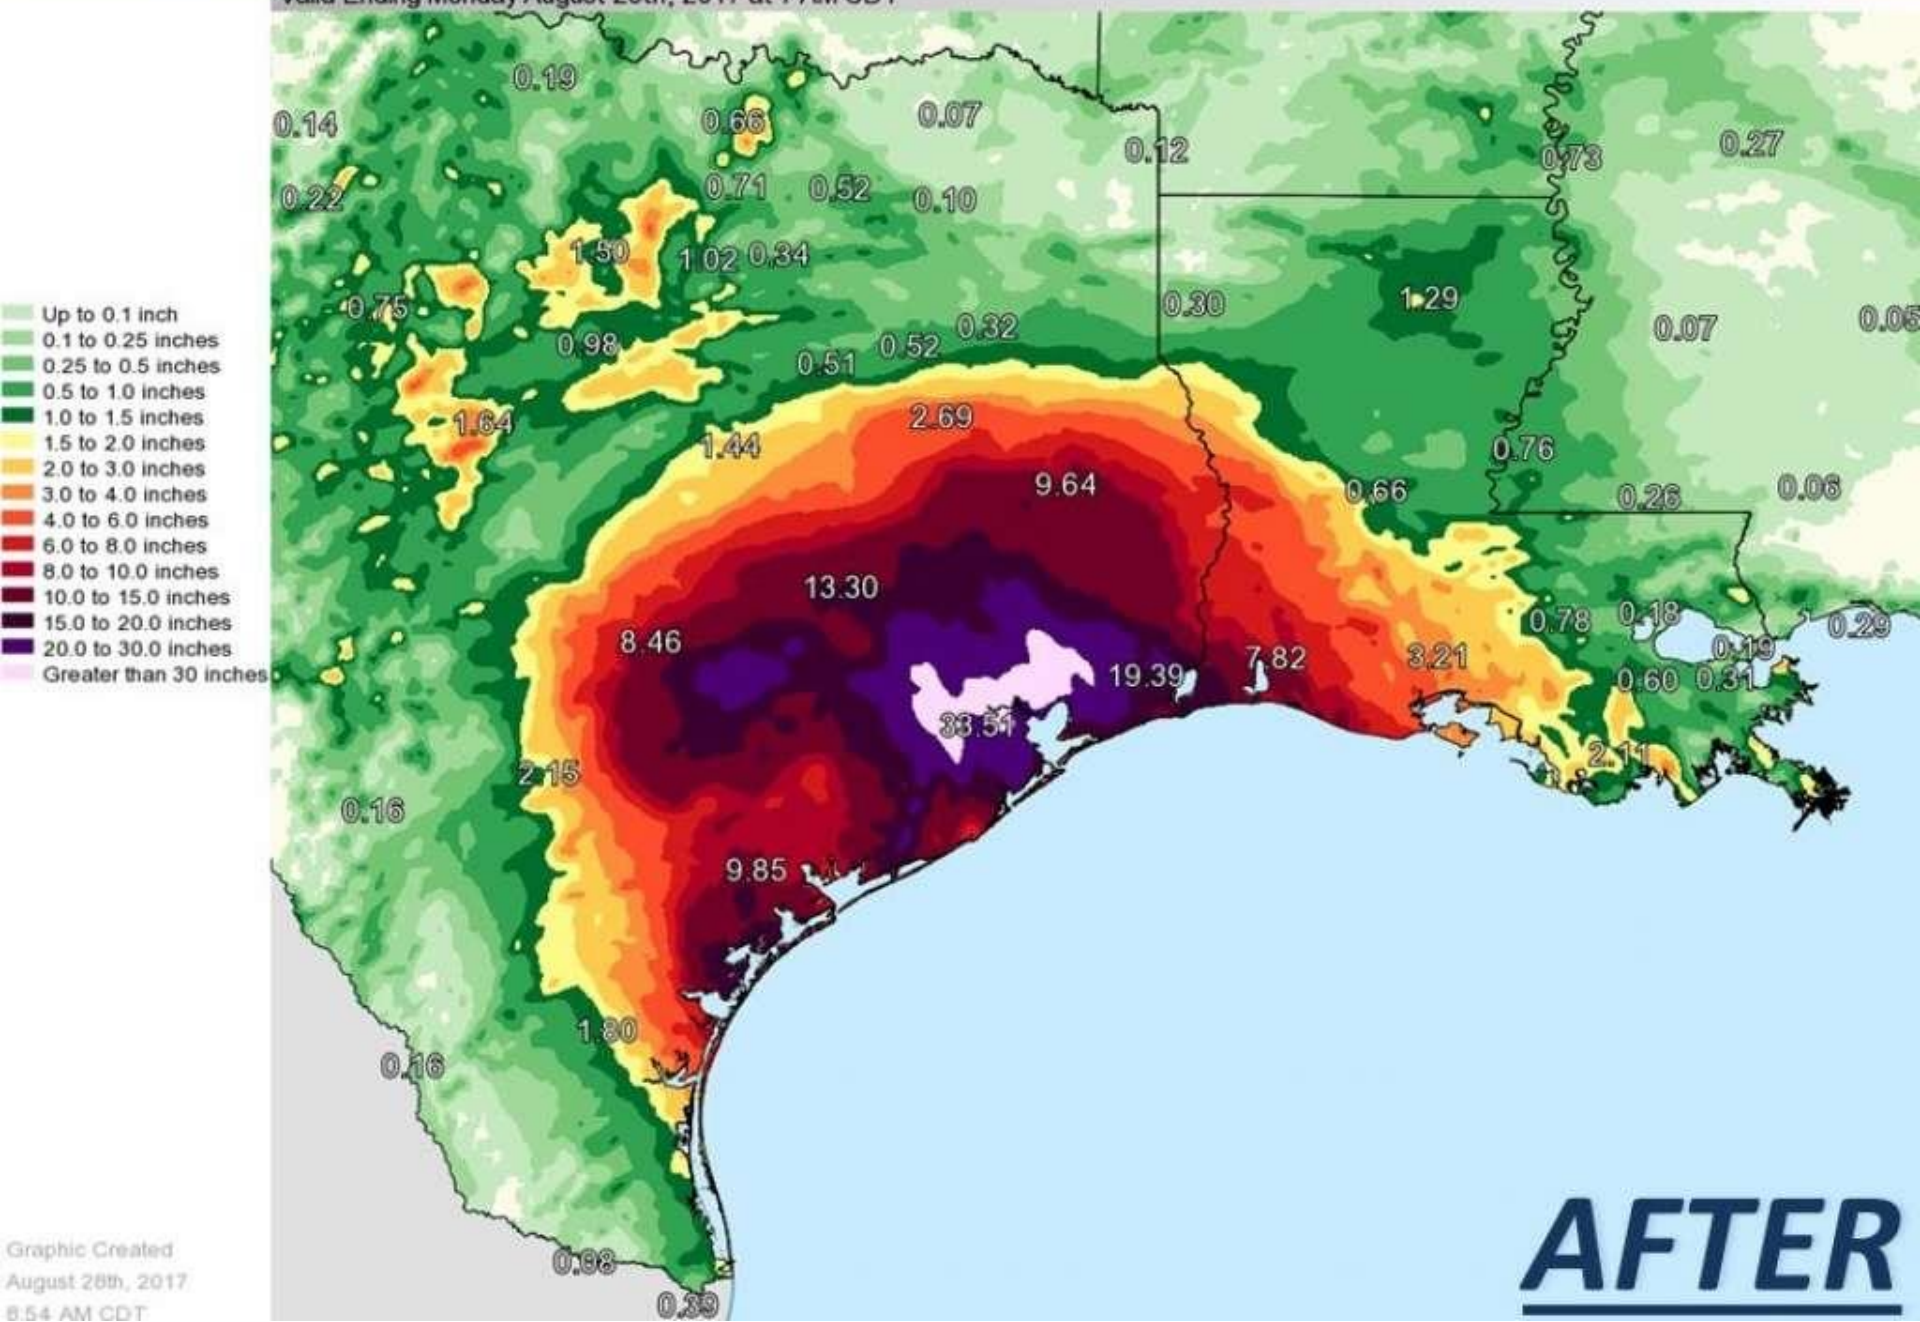 0.19
0.14
0.66
0.07
0.12
0.73
0.27
0.22
0.71
0.52
0.10
1.50
1.02
0.34
0.75
0.30
1.29
0.07
0.05
0.98
0.51
0.52
0.32
Up to 0.1 inch
0.1 to 0.25 inches
0.25 to 0.5 inches
0.5 to 1.0 inches
1.0 to 1.5 inches
1.5 to 2.0 inches
2.0 to 3.0 inches
3.0 to 4.0 inches
4.0 to 6.0 inches
6.0 to 8.0 inches
8.0 to 10.0 inches
10.0 to 15.0 inches
15.0 to 20.0 inches
20.0 to 30.0 inches
Greater than 30 inches
1.64
1.44
2.69
9.64
0.66
0.76
0.26
0.06
13.30
8.46
19.39
7.82
3.21
0.78
0.18
0.19
0.29
0.60
0.31
33.51
2.15
2.11
0.16
9.85
1.80
0.16
0.39
Graphic Created
August 28th, 2017
8:54 AM CDT
AFTER